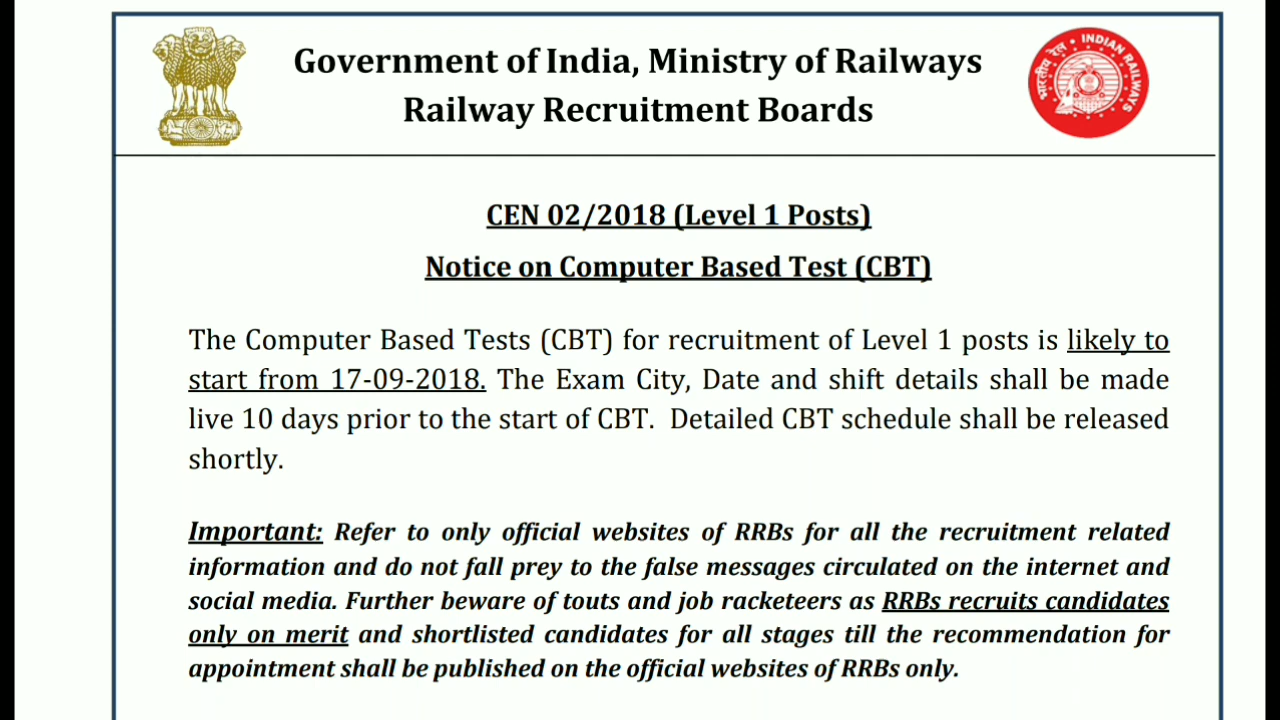 Government of India, Ministry of Railways
Railway Recruitment Boards
भारतीय रेल
INDIAN RAILWAYS
CEN 02/2018 (Level 1 Posts)
Notice on Computer Based Test (CBT)
The Computer Based Tests (CBT) for recruitment of Level 1 posts is likely to
start from 17-09-2018. The Exam City, Date and shift details shall be made
live 10 days prior to the start of CBT. Detailed CBT schedule shall be released
shortly.
Important: Refer to only official websites of RRBs for all the recruitment related
information and do not fall prey to the false messages circulated on the internet and
social media. Further beware of touts and job racketeers as RRBs recruits candidates
only on merit and shortlisted candidates for all stages till the recommendation for
appointment shall be published on the official websites of RRBs only.